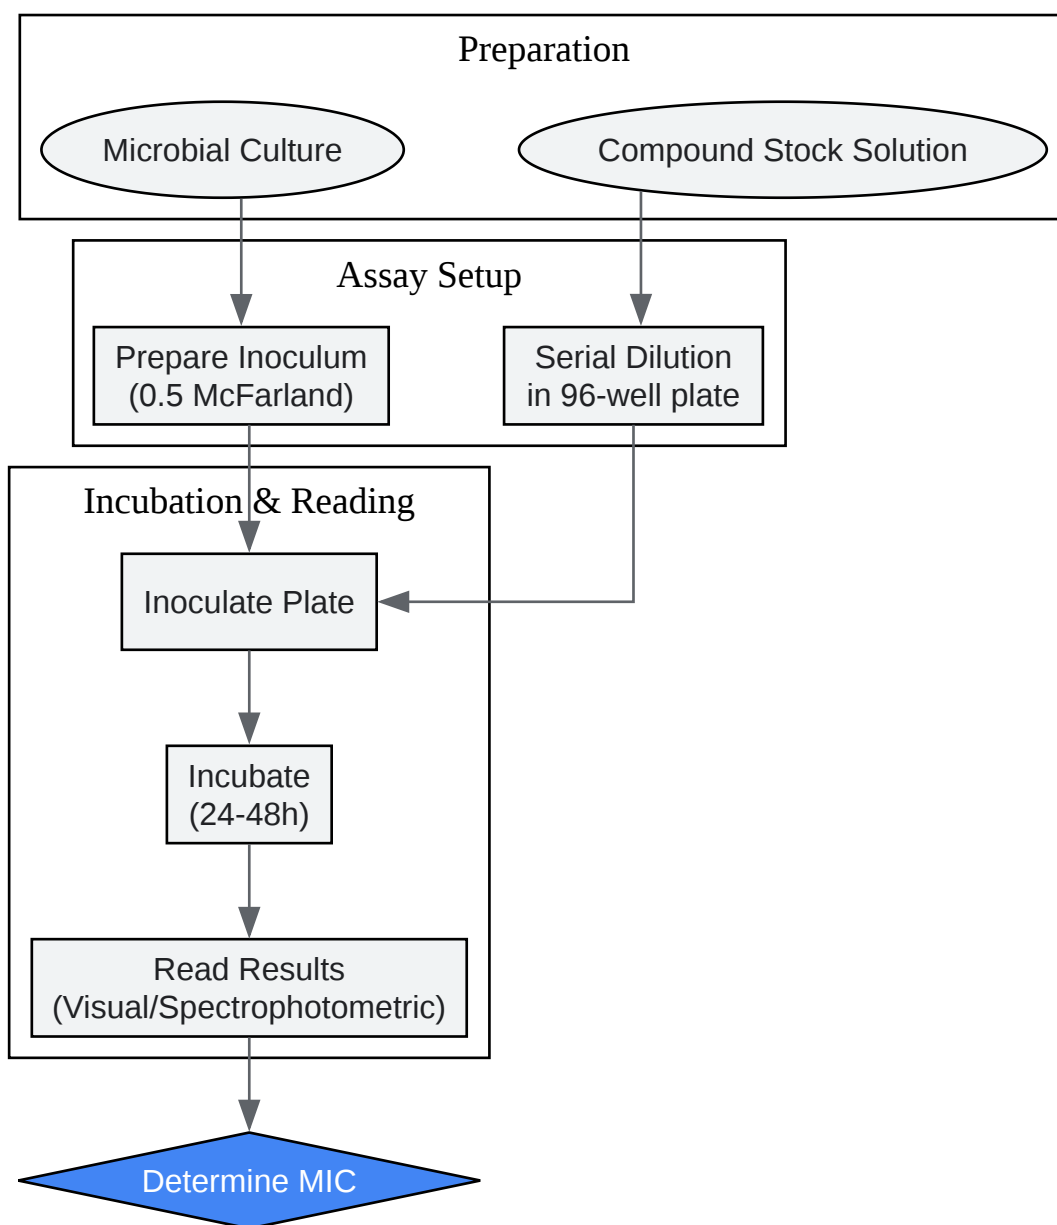 Preparation
Microbial Culture
Compound Stock Solution
Assay Setup
Prepare Inoculum
(0.5 McFarland)
Serial Dilution
in 96-well plate
Incubation & Reading
Inoculate Plate
Incubate
(24-48h)
Read Results
(Visual/Spectrophotometric)
Determine MIC